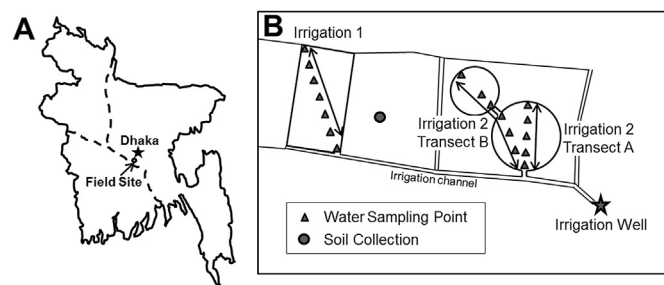 A
Dhaka
Field Site
B
Irrigation 1
Irrigation 2
Transect B
Irrigation 2
Transect A
Irrigation channel
Irrigation Well
Water Sampling Point
Soil Collection